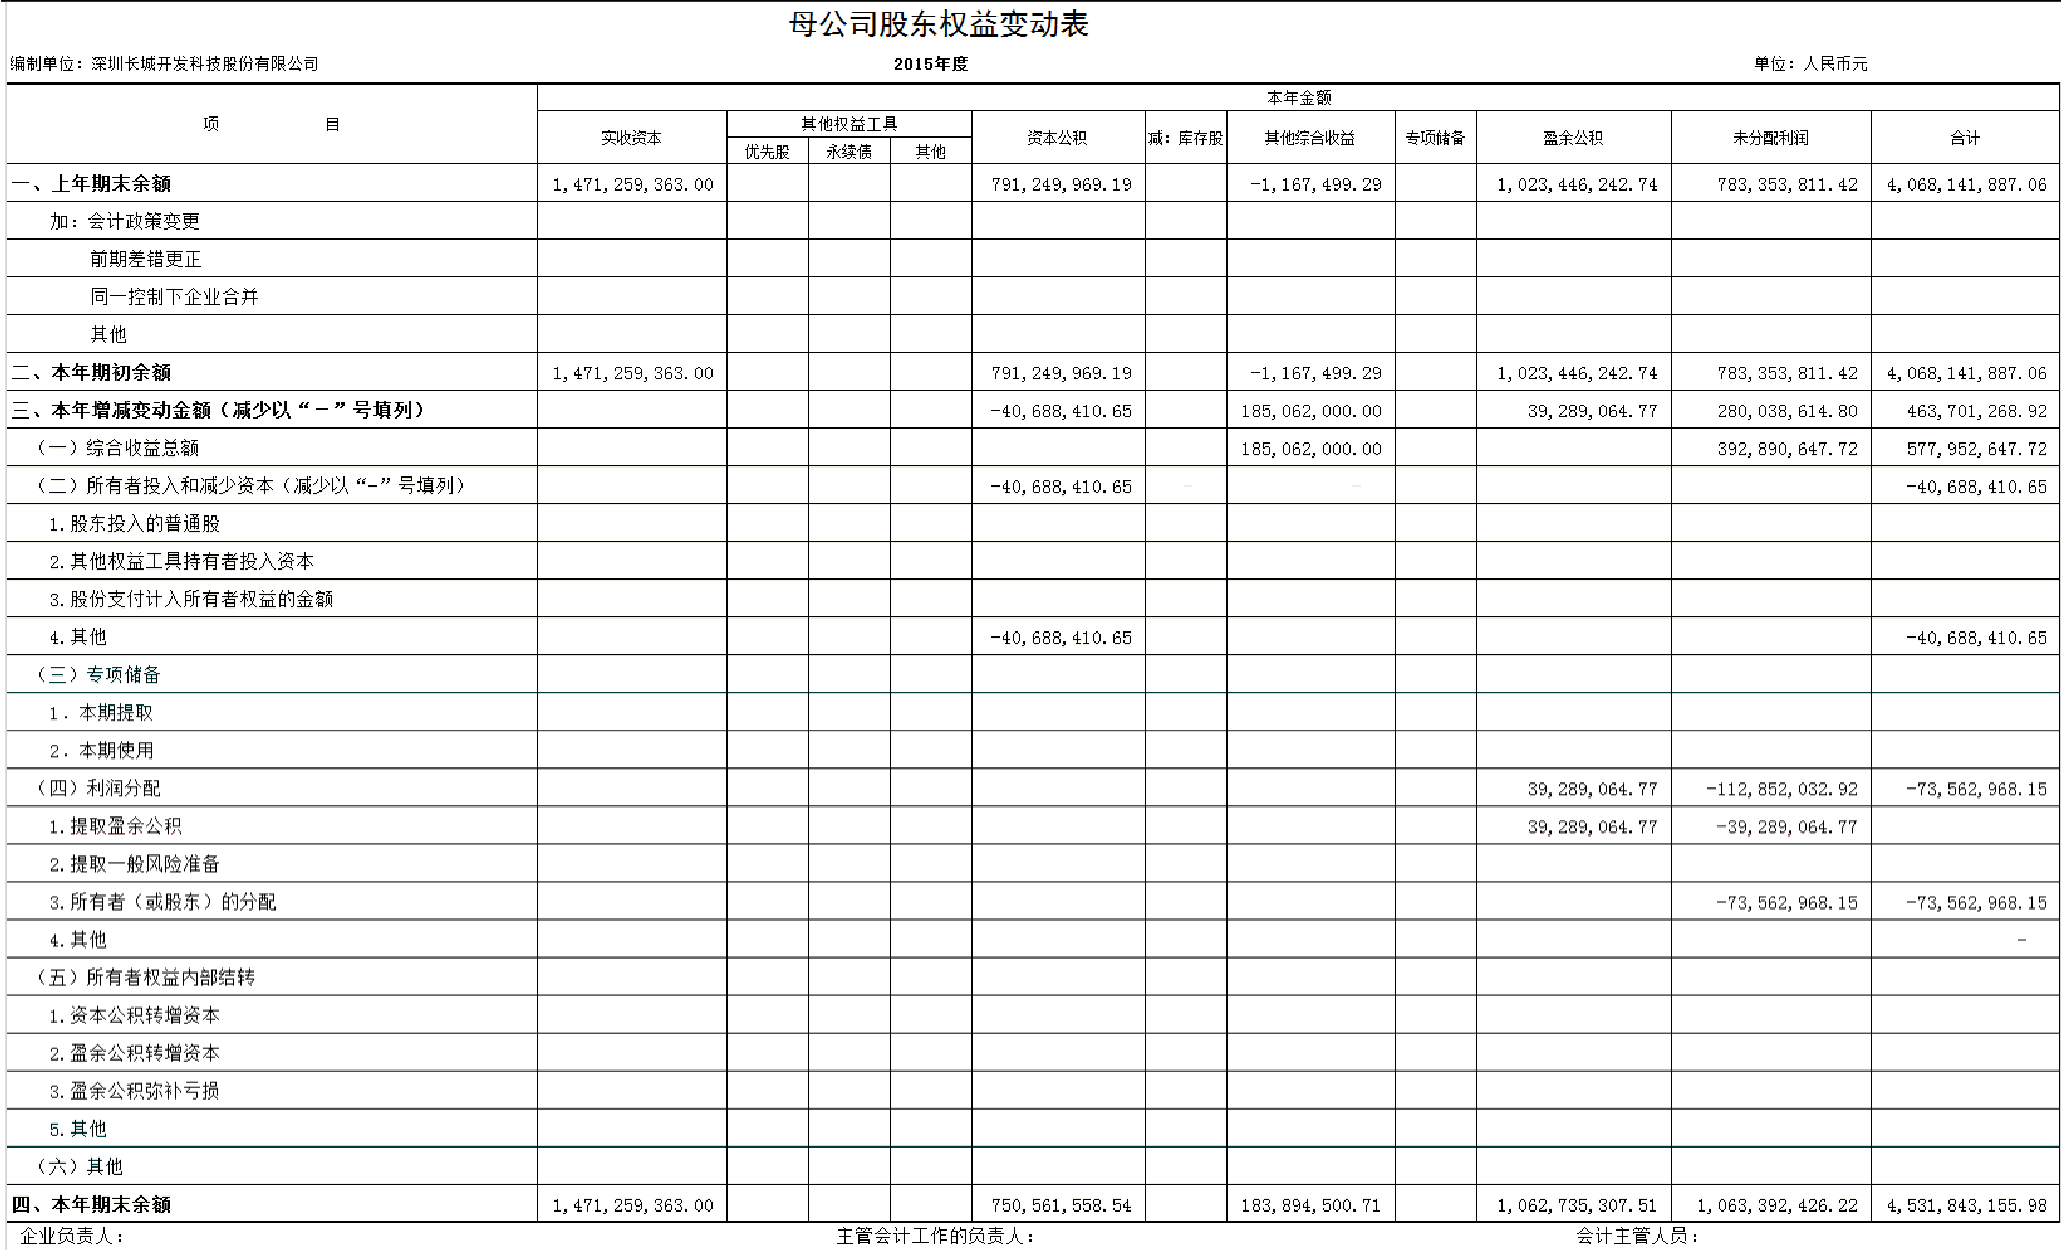 母公司股东权益变动表
编制单位：深圳长城开发科技股份有限公司 2015年度 单位：人民币元
项 目 本年金额
实收资本 其他权益工具 资本公积 减：库存股 其他综合收益 专项储备 盈余公积 未分配利润 合计
优先股 永续债 其他
一、上年期末余额 1,471,259,363.00 791,249,969.19 -1,167,499.29 1,023,446,242.74 783,353,811.42 4,068,141,887.06
加：会计政策变更
前期差错更正
同一控制下企业合并
其他
二、本年期初余额 1,471,259,363.00 791,249,969.19 -1,167,499.29 1,023,446,242.74 783,353,811.42 4,068,141,887.06
三、本年增减变动金额（减少以“－”号填列） -40,688,410.65 185,062,000.00 39,289,064.77 280,038,614.80 463,701,268.92
（一）综合收益总额 185,062,000.00 392,890,647.72 577,952,647.72
（二）所有者投入和减少资本（减少以“-”号填列） -40,688,410.65 - - -40,688,410.65
1.股东投入的普通股
2.其他权益工具持有者投入资本
3.股份支付计入所有者权益的金额
4.其他 -40,688,410.65 -40,688,410.65
（三）专项储备
1．本期提取
2．本期使用
（四）利润分配 39,289,064.77 -112,852,032.92 -73,562,968.15
1.提取盈余公积 39,289,064.77 -39,289,064.77
2.提取一般风险准备
3.所有者（或股东）的分配 -73,562,968.15 -73,562,968.15
4.其他 -
（五）所有者权益内部结转
1.资本公积转增资本
2.盈余公积转增资本
3.盈余公积弥补亏损
5.其他
（六）其他
四、本年期末余额 1,471,259,363.00 750,561,558.54 183,894,500.71 1,062,735,307.51 1,063,392,426.22 4,531,843,155.98
企业负责人： 主管会计工作的负责人： 会计主管人员：